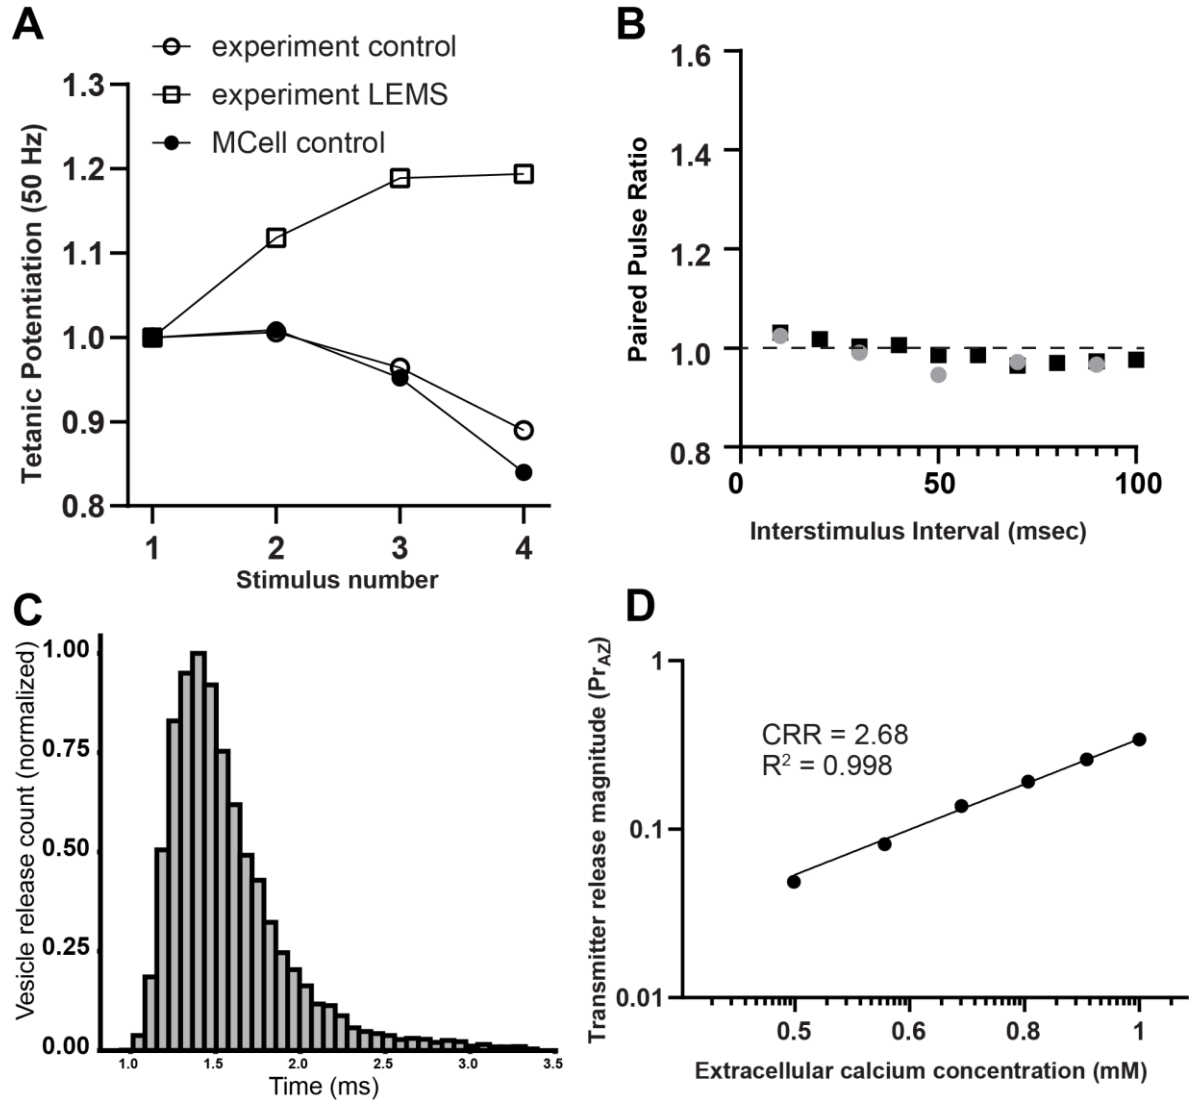 A
experiment control
experiment LEMS
MCell control
Tetanic Potentiation (50 Hz)
1.3
1.2
1.1
1.0
0.9
0.8
1 2 3 4
Stimulus number
B
Paired Pulse Ratio
1.6
1.4
1.2
1.0
0.8
0 50 100
Interstimulus Interval (msec)
C
Vesicle release count (normalized)
1.00
0.75
0.50
0.25
0.00
1.0 1.5 2.0 2.5 3.0 3.5
Time (ms)
D
Transmitter release magnitude (Pr_AZ)
1
0.1
0.01
CRR = 2.68
R² = 0.998
0.5 0.6 0.8 1
Extracellular calcium concentration (mM)